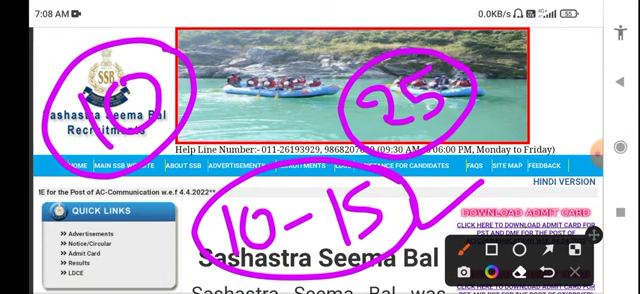 7:08 AM
0.0KB/s
4G+
55
SSB
10
25
Sashastra Seema Bal
Recruitments
Help Line Number:- 011-26193929, (09:30 AM to 06:00 PM, Monday to Friday)
HOME MAIN SSB WEBSITE ABOUT SSB ADVERTISEMENTS FOR CANDIDATES FAQS SITE MAP FEEDBACK
HINDI VERSION
E for the Post of AC-Communication w.e.f 4.4.2022**
10-15
QUICK LINKS
>> Advertisements
>> Notice/Circular
>> Admit Card
>> Results
>> LDCE
DOWNLOAD ADMIT CARD
CLICK HERE TO DOWNLOAD ADMIT CARD FOR
PST AND DME FOR THE POST OF
Sashastra Seema Bal
Sashastra Seema Bal was